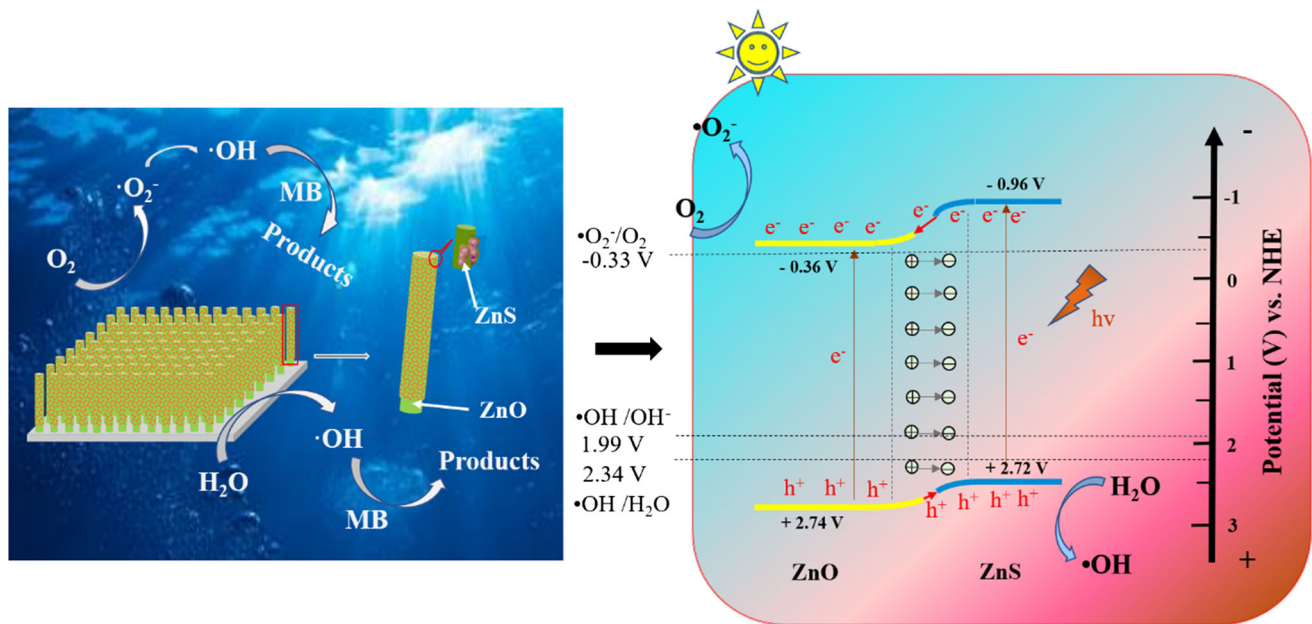 ·OH
·O₂⁻
MB
Products
O₂
ZnS
ZnO
·OH
H₂O
Products
MB
•O₂⁻
O₂
•O₂⁻/O₂
-0.33 V
•OH /OH⁻
1.99 V
2.34 V
•OH /H₂O
- 0.96 V
e⁻ e⁻ e⁻ e⁻
e⁻ e⁻ e⁻ e⁻
- 0.36 V
⊕ ⊖
⊕ ⊖
⊕ ⊖
⊕ ⊖
⊕ ⊖
⊕ ⊖
⊕ ⊖
hν
e⁻
e⁻
+ 2.72 V
h⁺ h⁺ h⁺
h⁺ h⁺ h⁺ h⁺
+ 2.74 V
H₂O
•OH
ZnO
ZnS
-
-1
0
1
2
3
+
Potential (V) vs. NHE